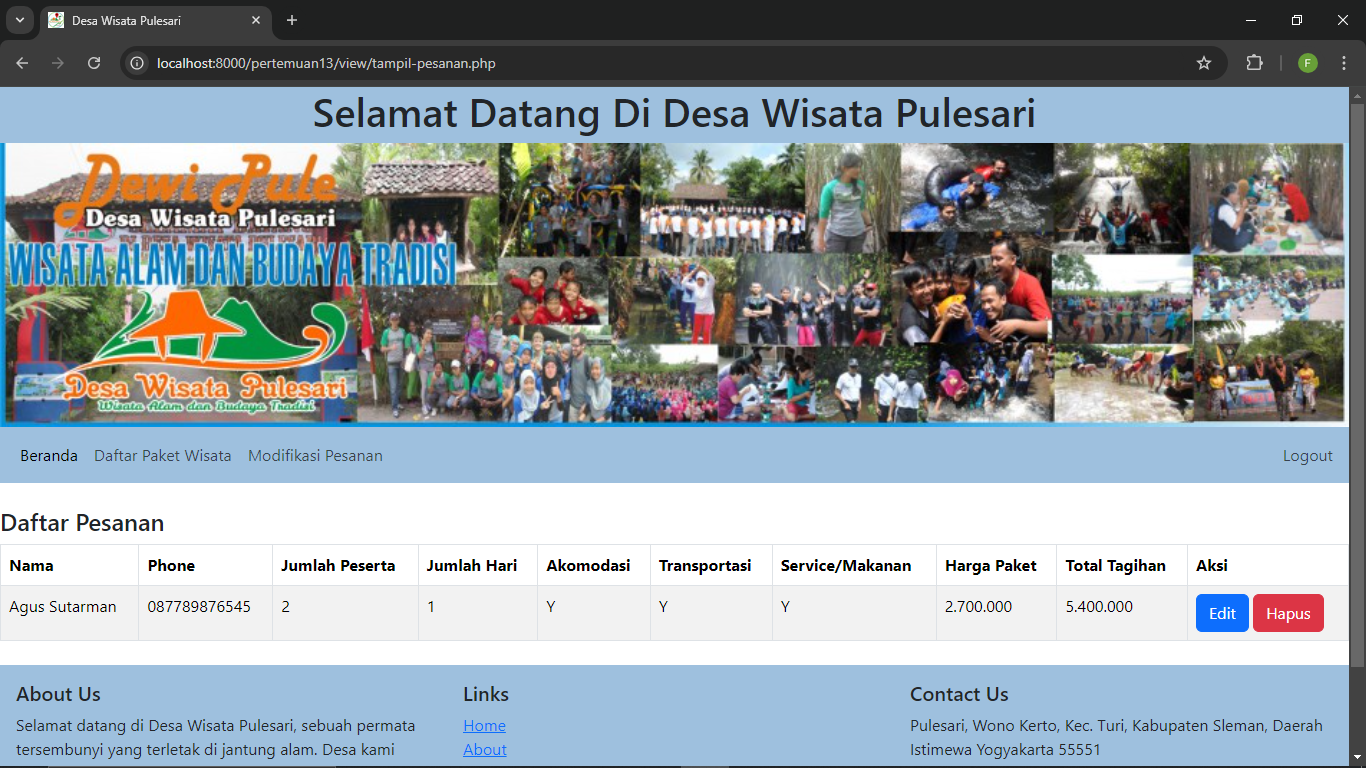 Desa Wisata Pulesari
localhost:8000/pertemuan13/view/tampil-pesanan.php
F
Selamat Datang Di Desa Wisata Pulesari
Dewi Pule
Desa Wisata Pulesari
WISATA ALAM DAN BUDAYA TRADISI
Desa Wisata Pulesari
Wisata Alam dan Budaya Tradisi
Beranda Daftar Paket Wisata Modifikasi Pesanan Logout
Daftar Pesanan
Nama Phone Jumlah Peserta Jumlah Hari Akomodasi Transportasi Service/Makanan Harga Paket Total Tagihan Aksi
Agus Sutarman 087789876545 2 1 Y Y Y 2.700.000 5.400.000 Edit Hapus
About Us
Selamat datang di Desa Wisata Pulesari, sebuah permata
tersembunyi yang terletak di jantung alam. Desa kami
Links
Home
About
Contact Us
Pulesari, Wono Kerto, Kec. Turi, Kabupaten Sleman, Daerah
Istimewa Yogyakarta 55551